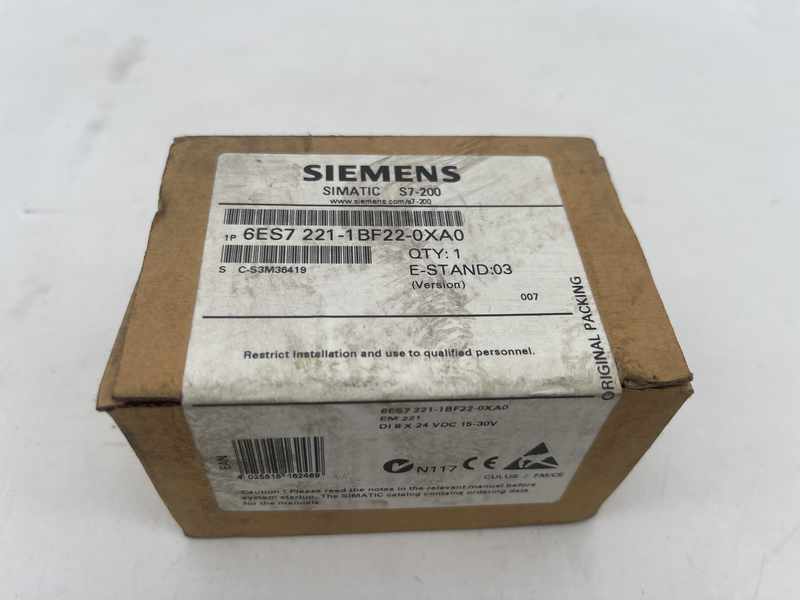 SIEMENS
SIMATIC S7-200
www.siemens.com/s7-200
1P 6ES7 221-1BF22-0XA0
QTY: 1
S C-S3M36419
E-STAND:03
(Version)
007
Restrict Installation and use to qualified personnel.
ORIGINAL PACKING
6ES7 221-1BF22-0XA0
EM 221
DI 8 X 24 VDC 15-30V
EAN
4 025515 162469
N117 CE
CULUS / FM/CE
Caution ! Please read the notes in the relevant manual before
system startup. The SIMATIC catalog contains ordering data
for the manuals.